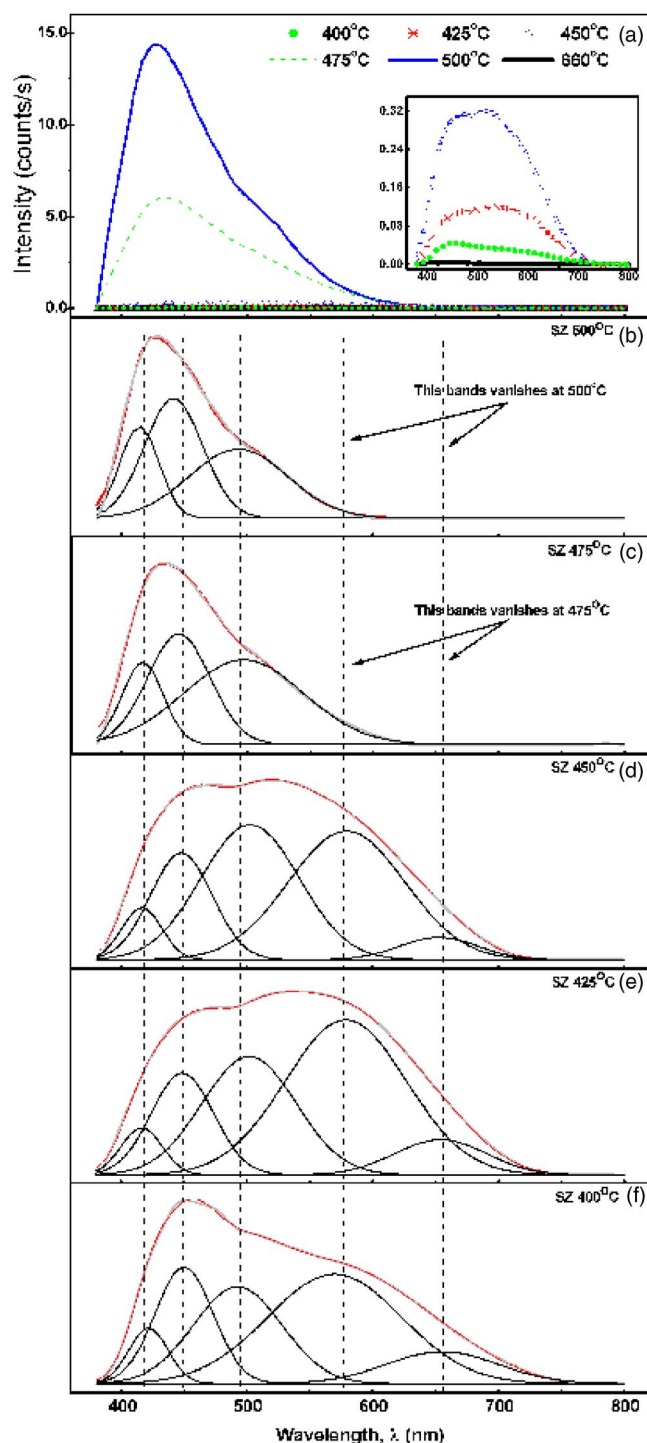 400°C 425°C 450°C (a)
475°C 500°C 660°C
15.0
10.0
5.0
0.0
Intensity (counts/s)
0.32
0.24
0.16
0.08
0.00
400 500 600 700 800
SZ 500°C (b)
This bands vanishes at 500°C
SZ 475°C (c)
This bands vanishes at 475°C
SZ 450°C (d)
SZ 425°C (e)
SZ 400°C (f)
400 500 600 700 800
Wavelength, λ (nm)